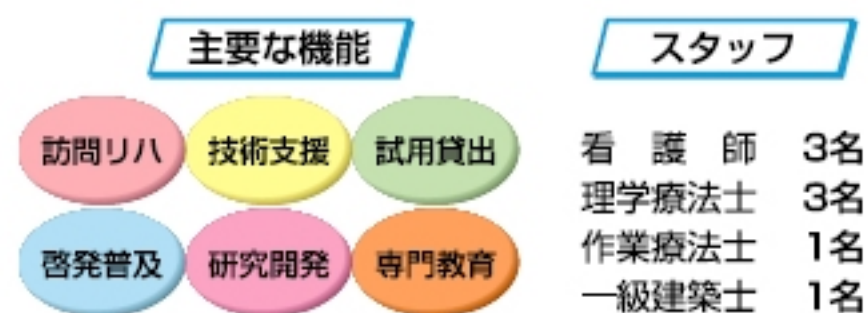 主要な機能
訪問リハ 技術支援 試用貸出
啓発普及 研究開発 専門教育
スタッフ
看護師 3名
理学療法士 3名
作業療法士 1名
一級建築士 1名